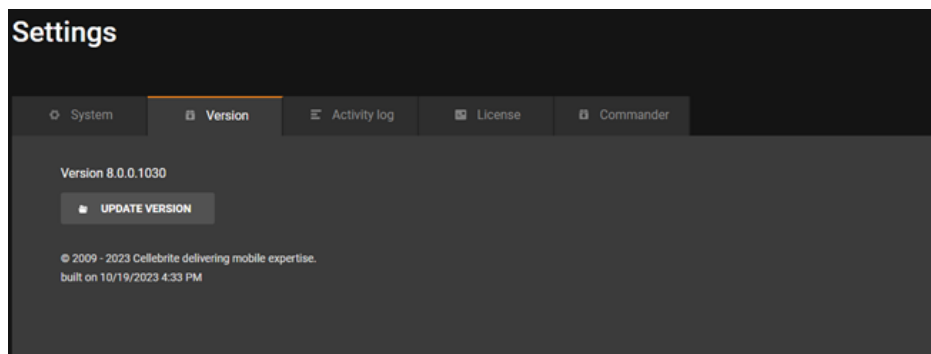 Settings
System Version Activity log License Commander
Version 8.0.0.1030
UPDATE VERSION
© 2009 - 2023 Cellebrite delivering mobile expertise.
built on 10/19/2023 4:33 PM